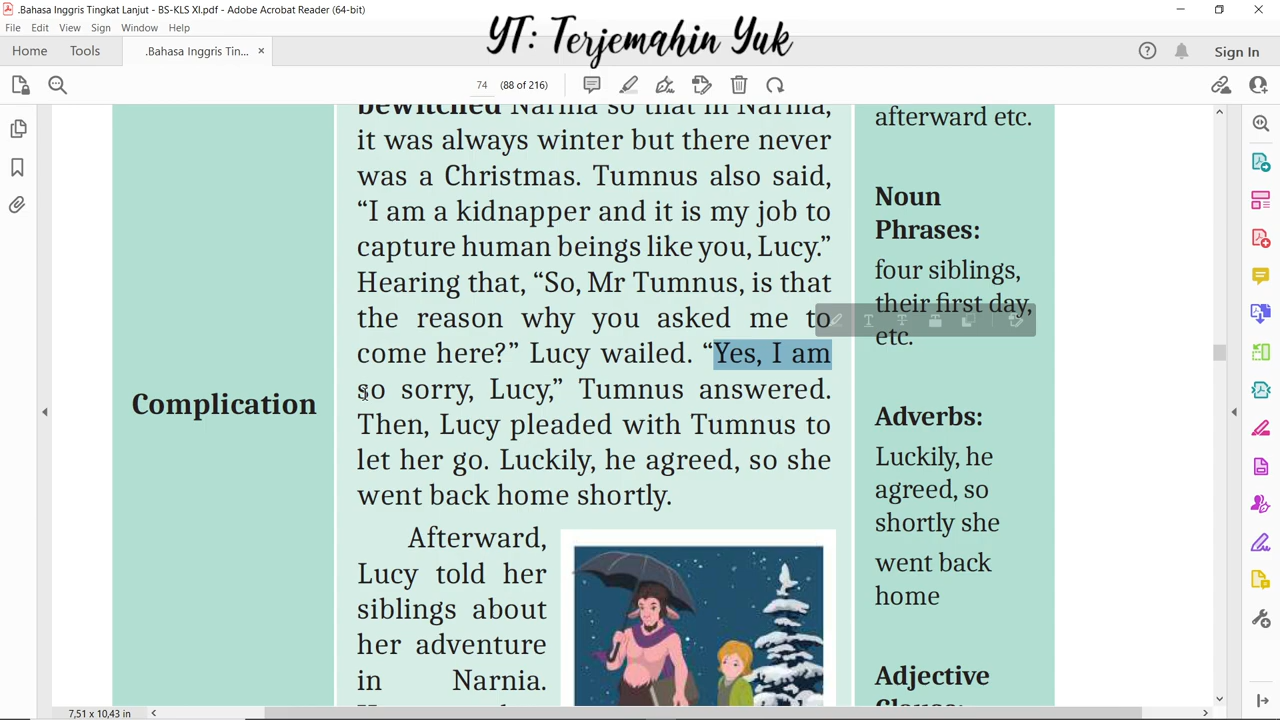 .Bahasa Inggris Tingkat Lanjut - BS-KLS XI.pdf - Adobe Acrobat Reader (64-bit)
YT: Terjemahin Yuk
File Edit View Sign Window Help
Home Tools .Bahasa Inggris Tin... × Sign In
74 (88 of 216)
Complication
bewitched Narnia so that in Narnia,
it was always winter but there never
was a Christmas. Tumnus also said,
“I am a kidnapper and it is my job to
capture human beings like you, Lucy.”
Hearing that, “So, Mr Tumnus, is that
the reason why you asked me to
come here?” Lucy wailed. “Yes, I am
so sorry, Lucy,” Tumnus answered.
Then, Lucy pleaded with Tumnus to
let her go. Luckily, he agreed, so she
went back home shortly.
Afterward,
Lucy told her
siblings about
her adventure
in Narnia.
afterward etc.
Noun
Phrases:
four siblings,
their first day,
etc.
Adverbs:
Luckily, he
agreed, so
shortly she
went back
home
Adjective
7,51 x 10,43 in